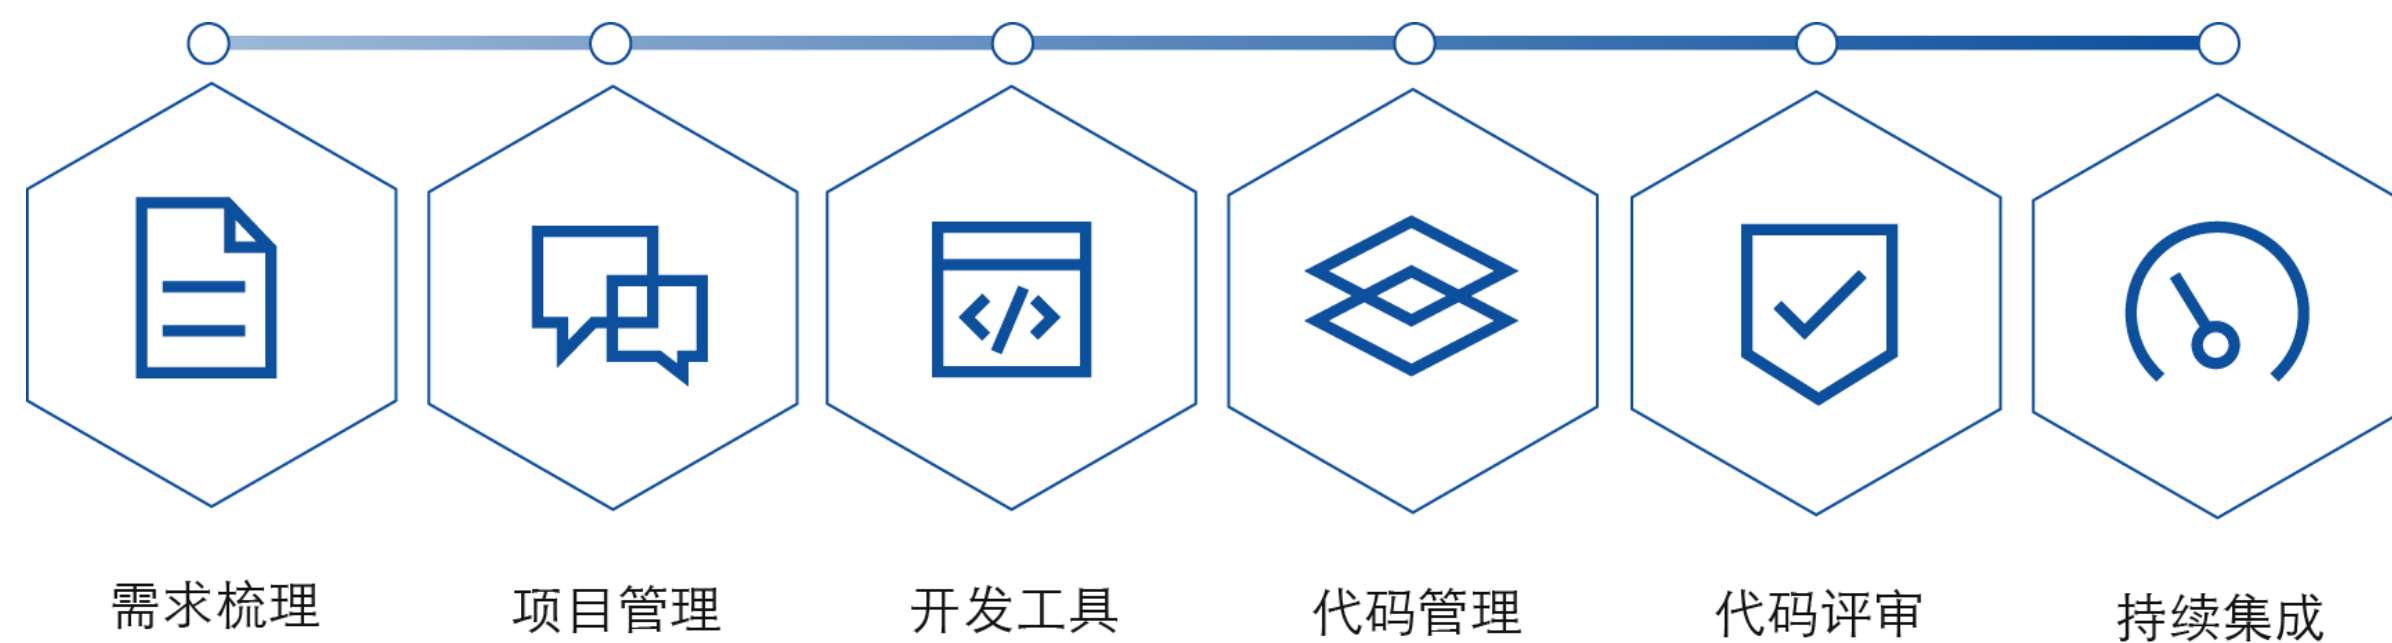 需求梳理
项目管理
开发工具
代码管理
代码评审
持续集成